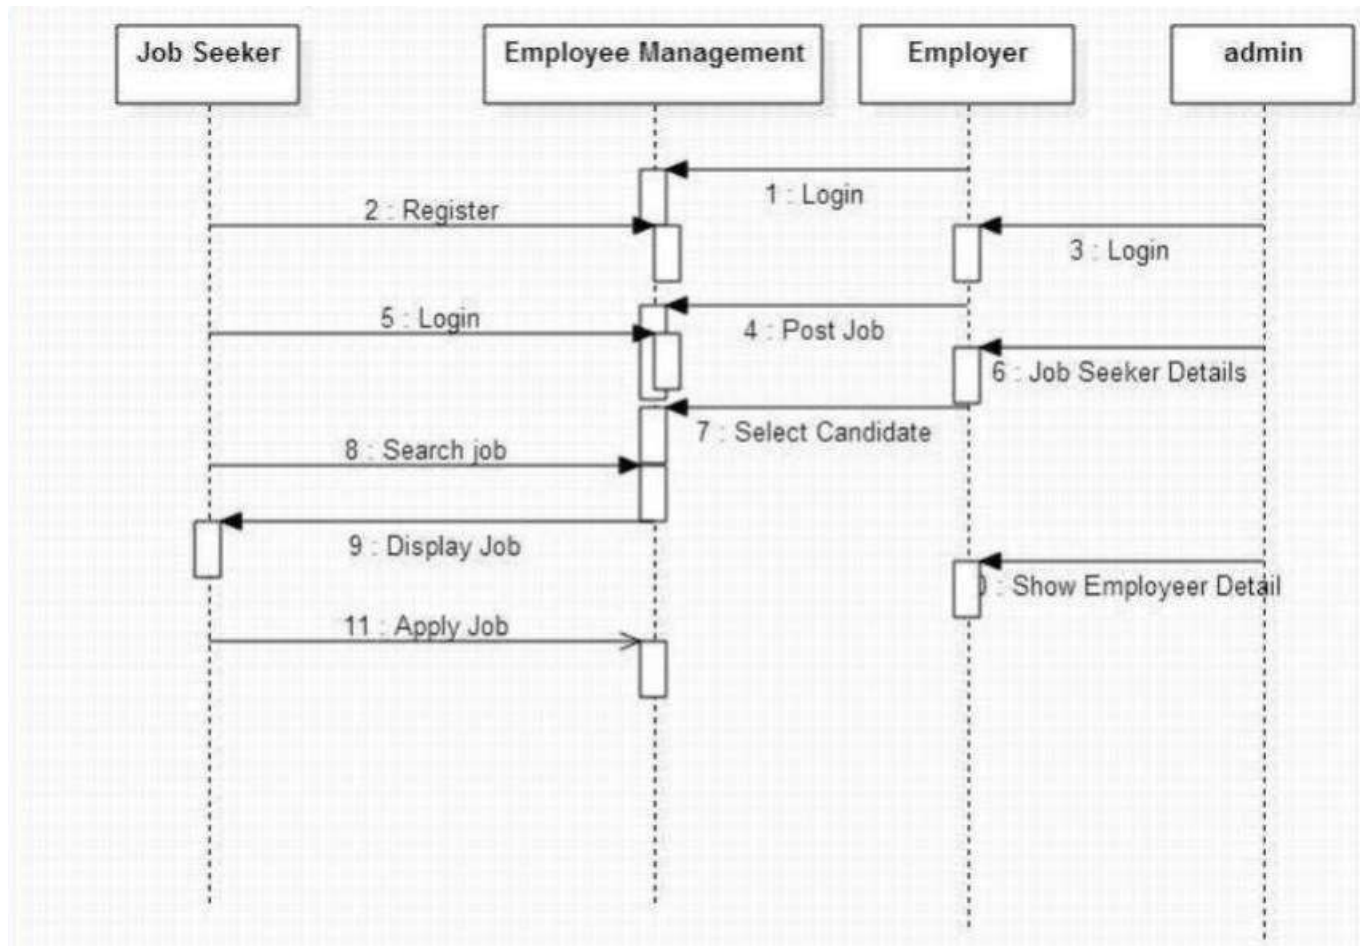 Job Seeker
Employee Management
Employer
admin
1 : Login
2 : Register
3 : Login
5 : Login
4 : Post Job
6 : Job Seeker Details
7 : Select Candidate
8 : Search job
9 : Display Job
: Show Employeer Detail
11 : Apply Job